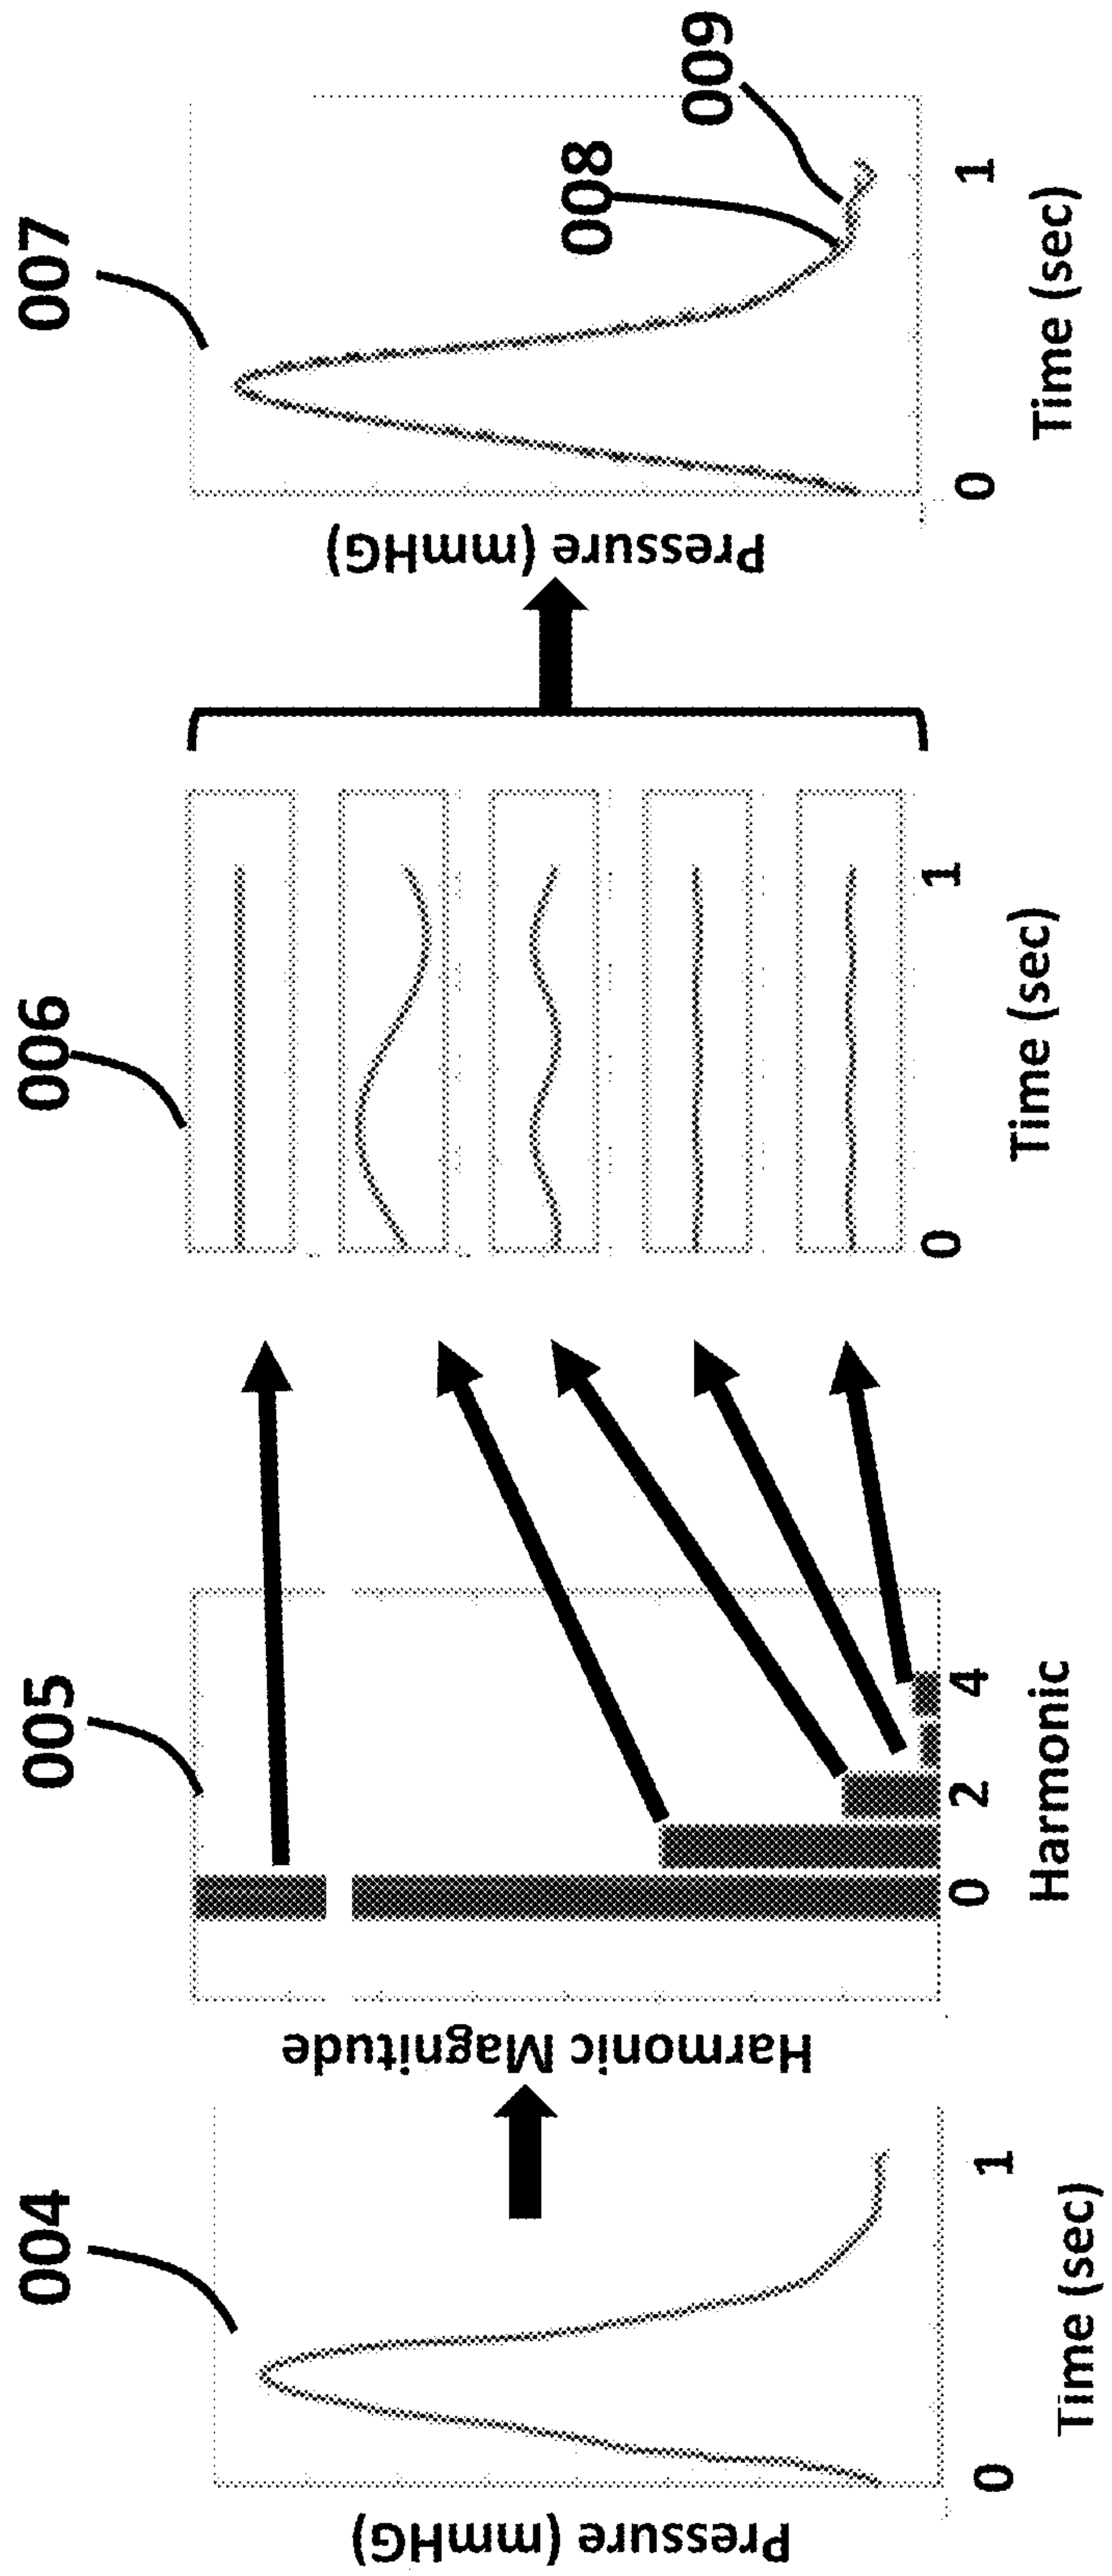 004
Pressure (mmHG)
0
1
Time (sec)
005
Harmonic Magnitude
0
2
4
Harmonic
006
0
1
Time (sec)
007
008
009
Pressure (mmHG)
0
1
Time (sec)